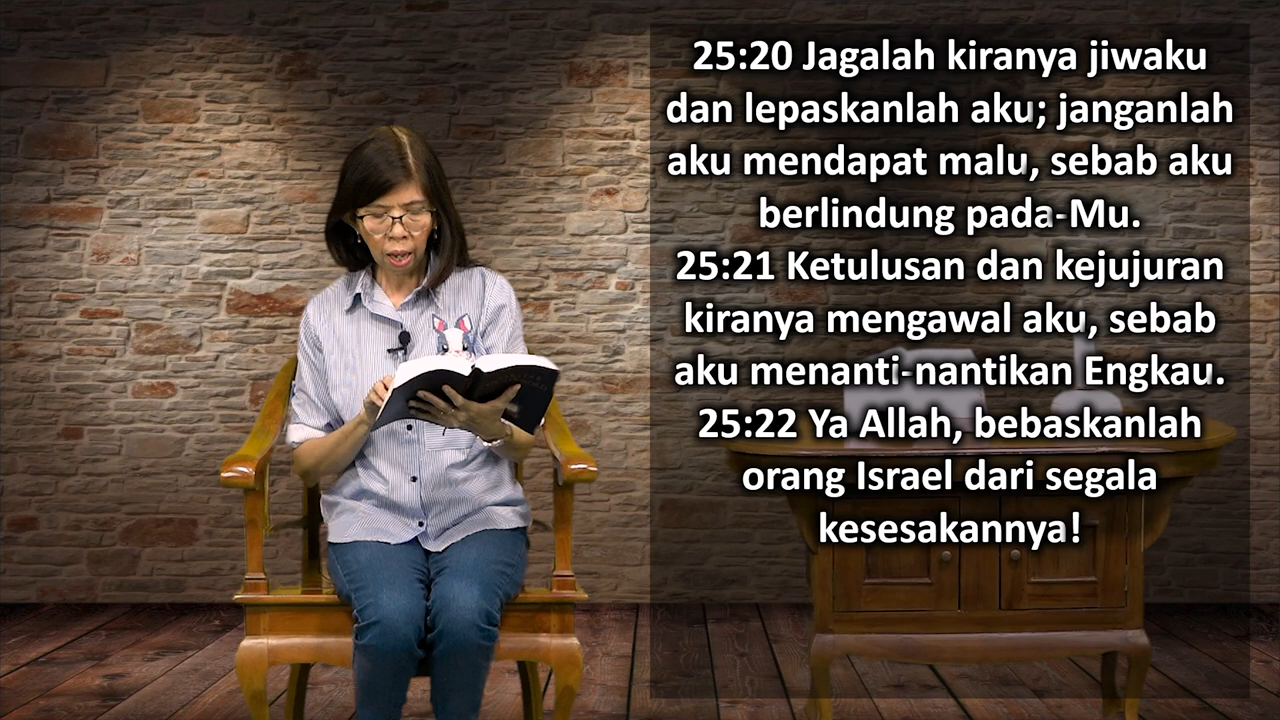 25:20 Jagalah kiranya jiwaku
dan lepaskanlah aku; janganlah
aku mendapat malu, sebab aku
berlindung pada-Mu.
25:21 Ketulusan dan kejujuran
kiranya mengawal aku, sebab
aku menanti-nantikan Engkau.
25:22 Ya Allah, bebaskanlah
orang Israel dari segala
kesesakannya!